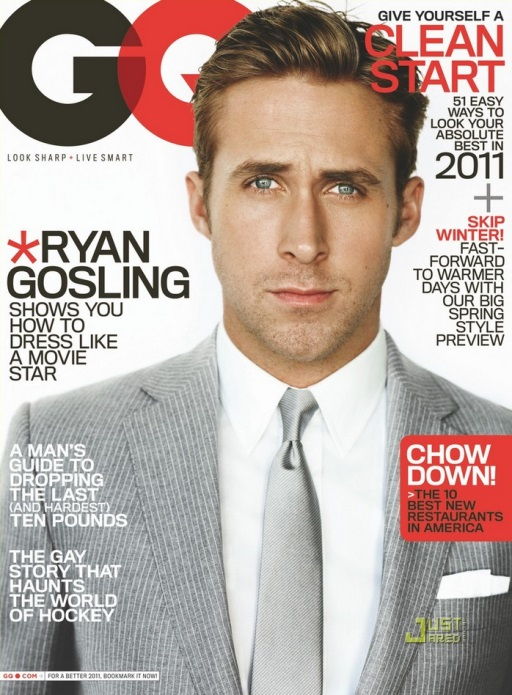 GQ
LOOK SHARP + LIVE SMART
GIVE YOURSELF A
CLEAN
START
51 EASY
WAYS TO
LOOK YOUR
ABSOLUTE
BEST IN
2011
+
SKIP
WINTER!
FAST-
FORWARD
TO WARMER
DAYS WITH
OUR BIG
SPRING
STYLE
PREVIEW
*RYAN
GOSLING
SHOWS YOU
HOW TO
DRESS LIKE
A MOVIE
STAR
A MAN'S
GUIDE TO
DROPPING
THE LAST
(AND HARDEST)
TEN POUNDS
THE GAY
STORY THAT
HAUNTS
THE WORLD
OF HOCKEY
CHOW
DOWN!
>THE 10
BEST NEW
RESTAURANTS
IN AMERICA
JUST
JARED
GQ.COM FOR A BETTER 2011, BOOKMARK IT NOW!